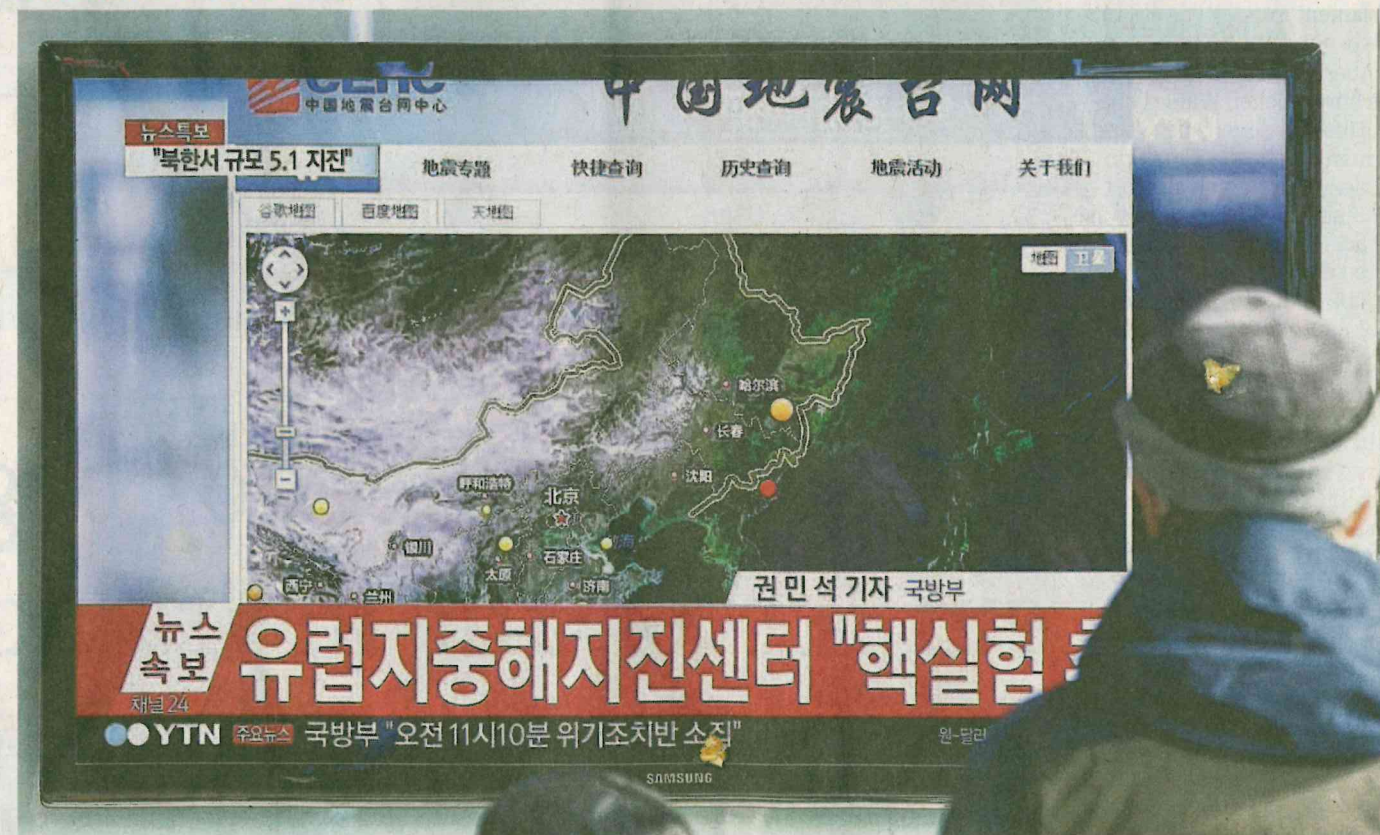 中国地震台网中心
中国地震台网
뉴스특보
"북한서 규모 5.1 지진"
地震专题 快捷查询 历史查询 地震活动 关于我们
谷歌地图 百度地图 天地图
地图 卫星
哈尔滨
长春
沈阳
呼和浩特
北京
银川
石家庄
太原
西宁
济南
兰州
권민석 기자 국방부
뉴스 속보
유럽지중해지진센터 "핵실험
채널24
YTN 주요뉴스 국방부 "오전 11시10분 위기조치반 소집"
원-달러
SAMSUNG